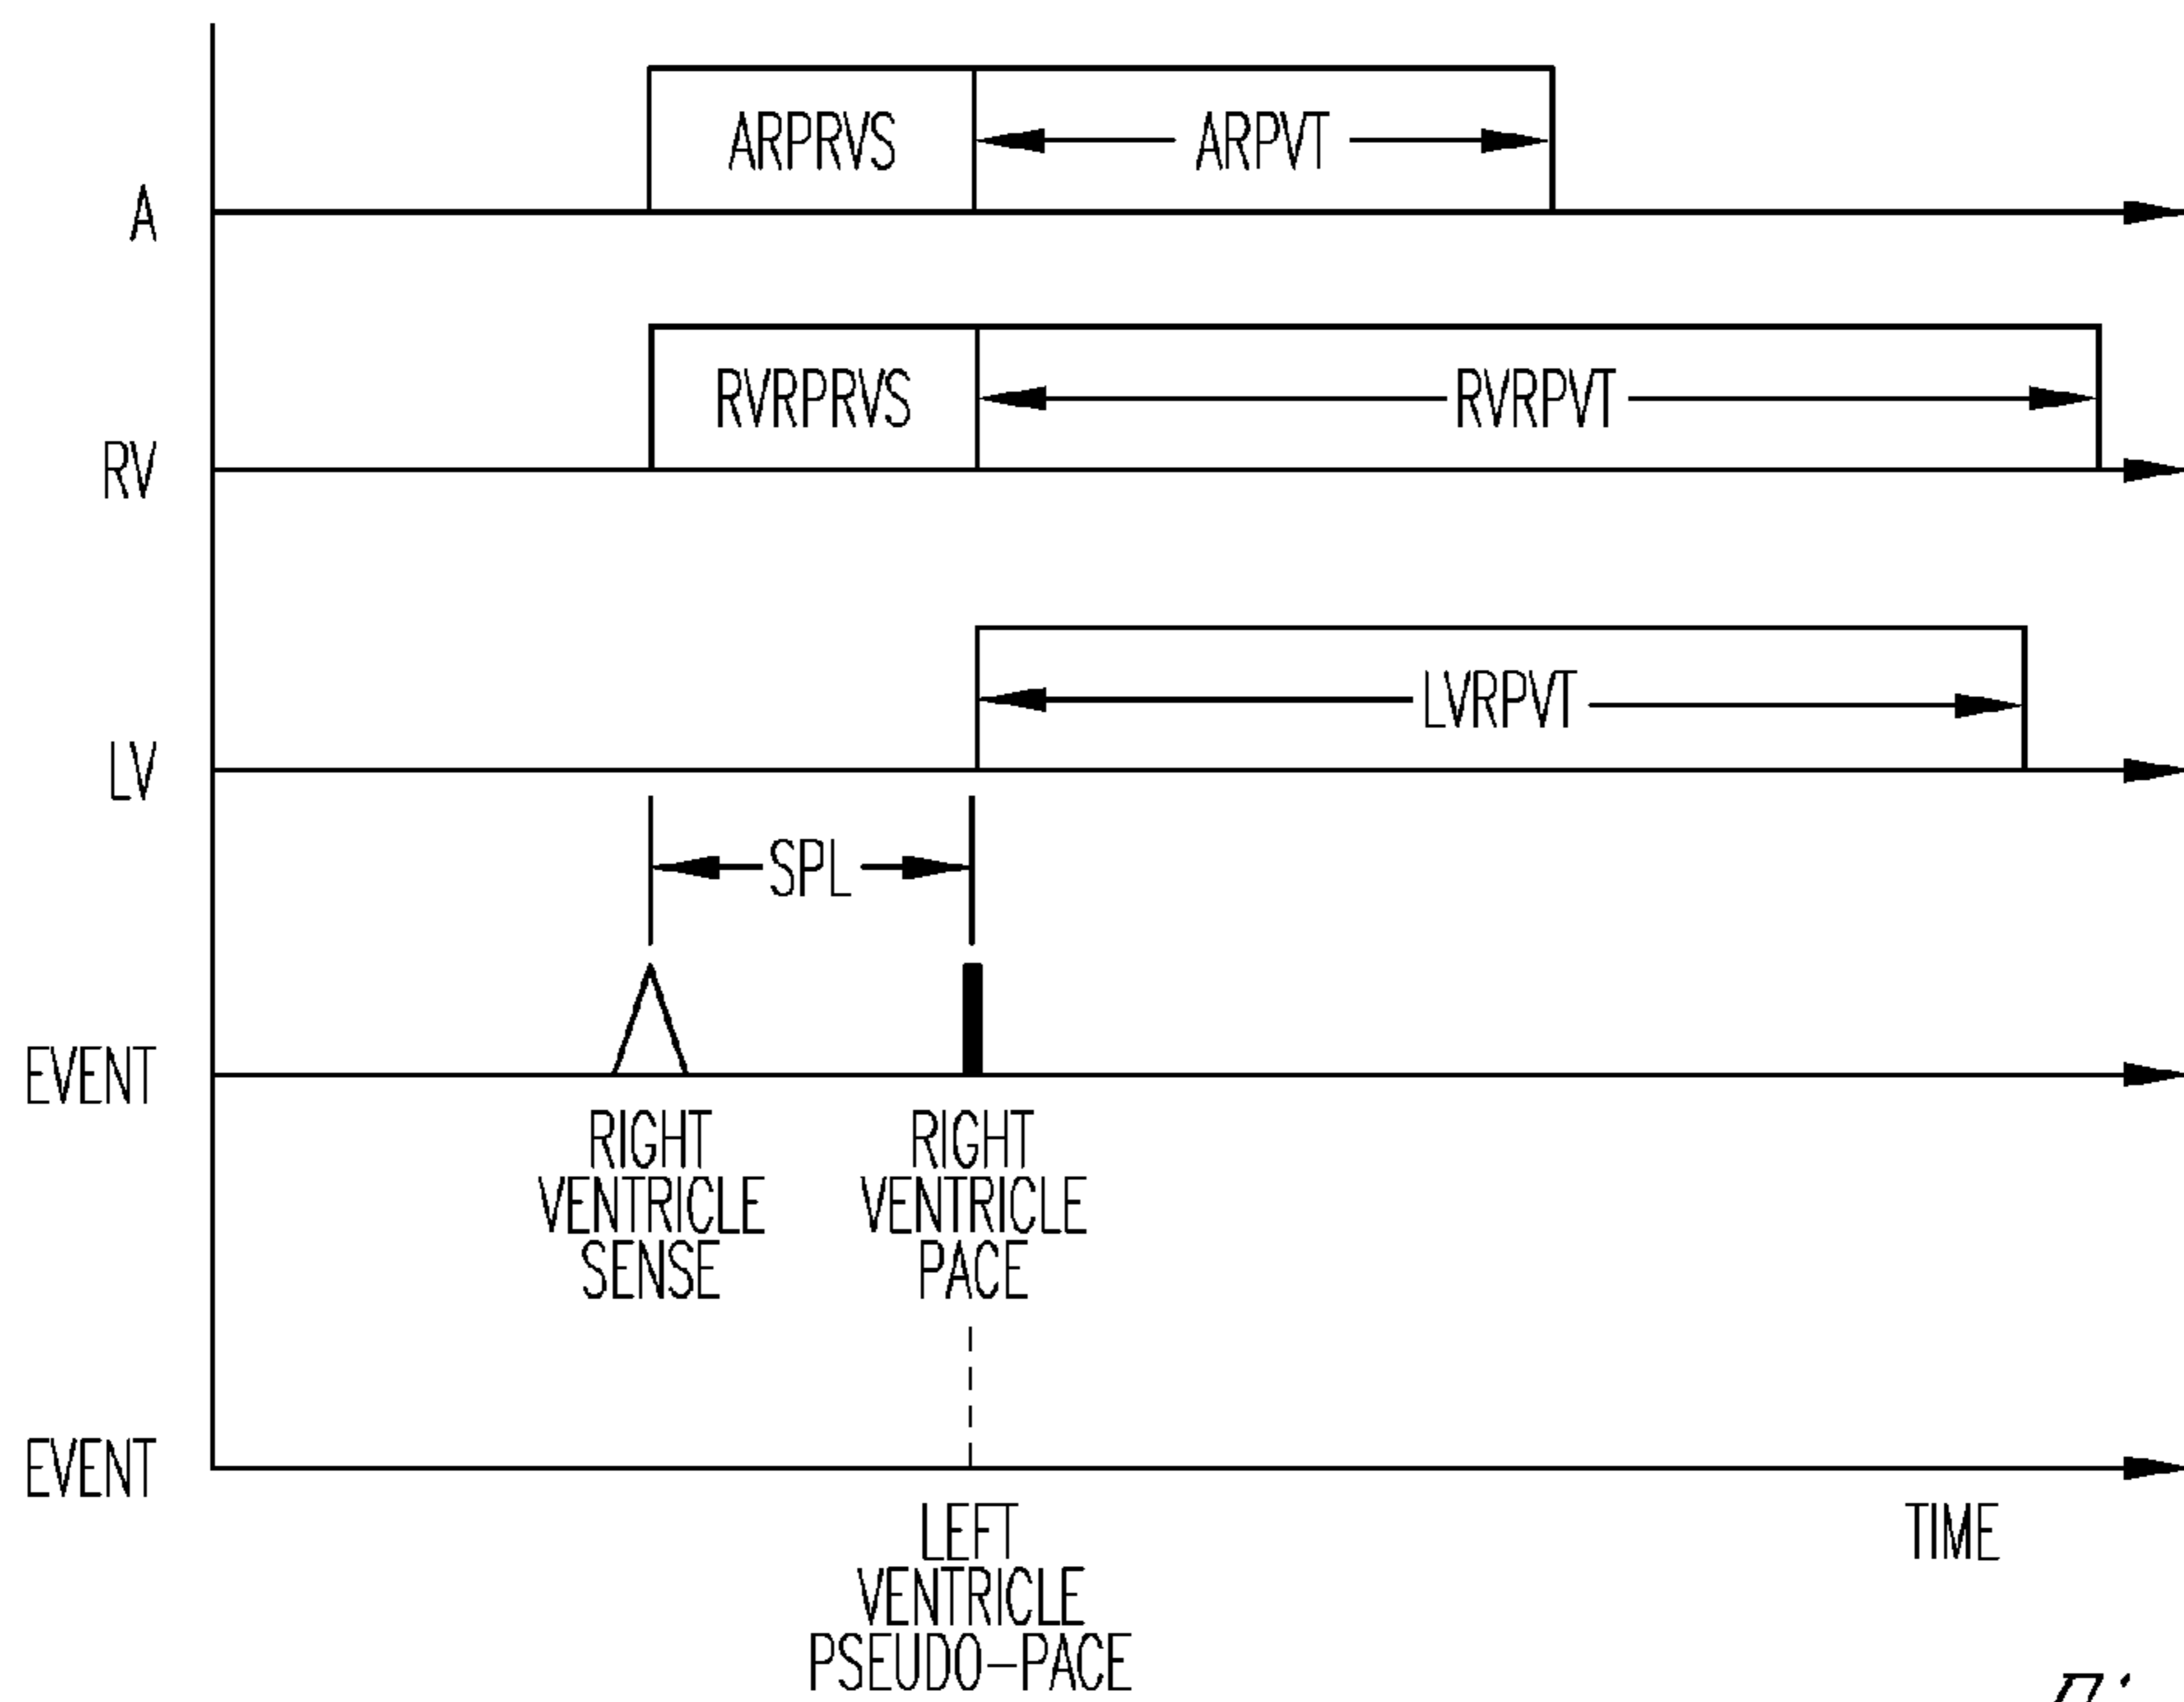 ARPRVS
ARPVT
A
RVRPRVS
RVRPVT
RV
LVRPVT
LV
SPL
EVENT
RIGHT
VENTRICLE
SENSE
RIGHT
VENTRICLE
PACE
EVENT
TIME
LEFT
VENTRICLE
PSEUDO-PACE